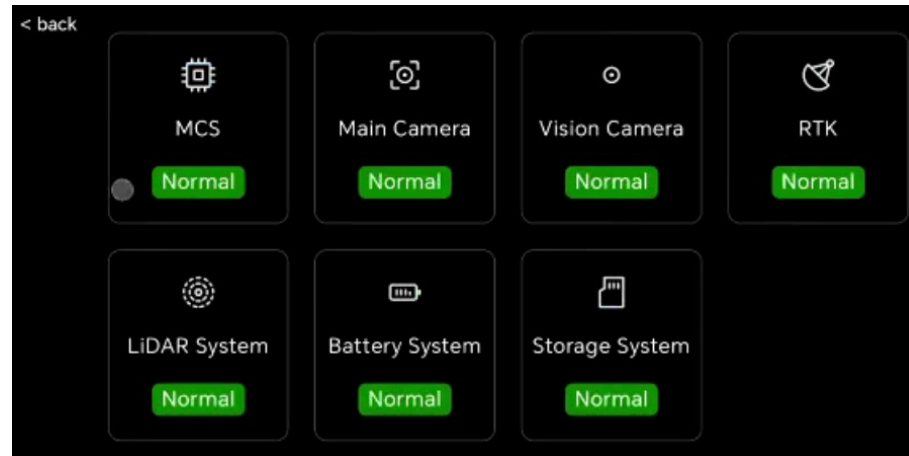 < back
MCS
Main Camera
Vision Camera
RTK
Normal
Normal
Normal
Normal
LiDAR System
Battery System
Storage System
Normal
Normal
Normal